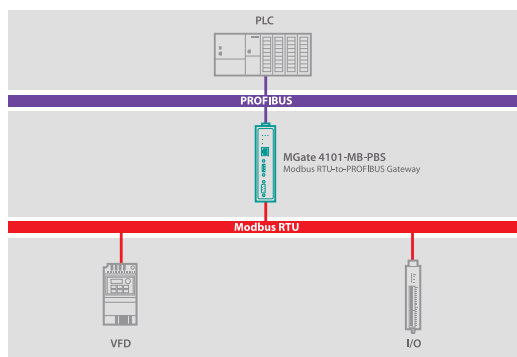 PLC
PROFIBUS
MGate 4101-MB-PBS
Modbus RTU-to-PROFIBUS Gateway
Modbus RTU
VFD
I/O